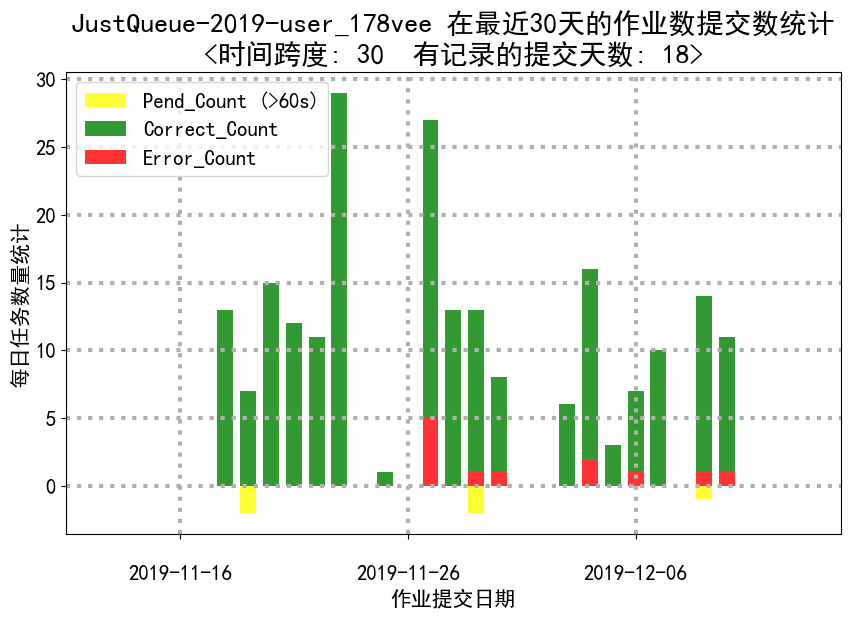 JustQueue-2019-user_178vee 在最近30天的作业数提交数统计
<时间跨度: 30  有记录的提交天数: 18>
Pend_Count (>60s)
Correct_Count
Error_Count
每日任务数量统计
30
25
20
15
10
5
0
2019-11-16
2019-11-26
2019-12-06
作业提交日期